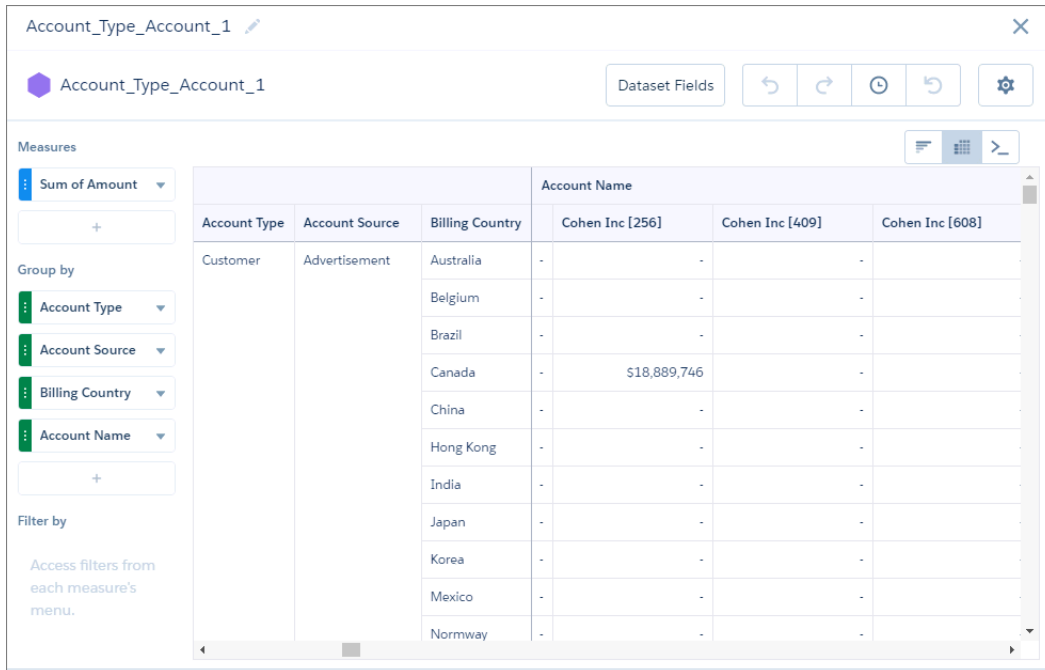 Account_Type_Account_1
Account_Type_Account_1
Dataset Fields
Measures
Sum of Amount
+
Group by
Account Type
Account Source
Billing Country
Account Name
+
Filter by
Access filters from
each measure's
menu.
Account Name
Account Type Account Source Billing Country Cohen Inc [256] Cohen Inc [409] Cohen Inc [608]
Customer Advertisement Australia - - - -
Belgium - - - -
Brazil - - - -
Canada - $18,889,746 - -
China - - - -
Hong Kong - - - -
India - - - -
Japan - - - -
Korea - - - -
Mexico - - - -
Normway - - - -